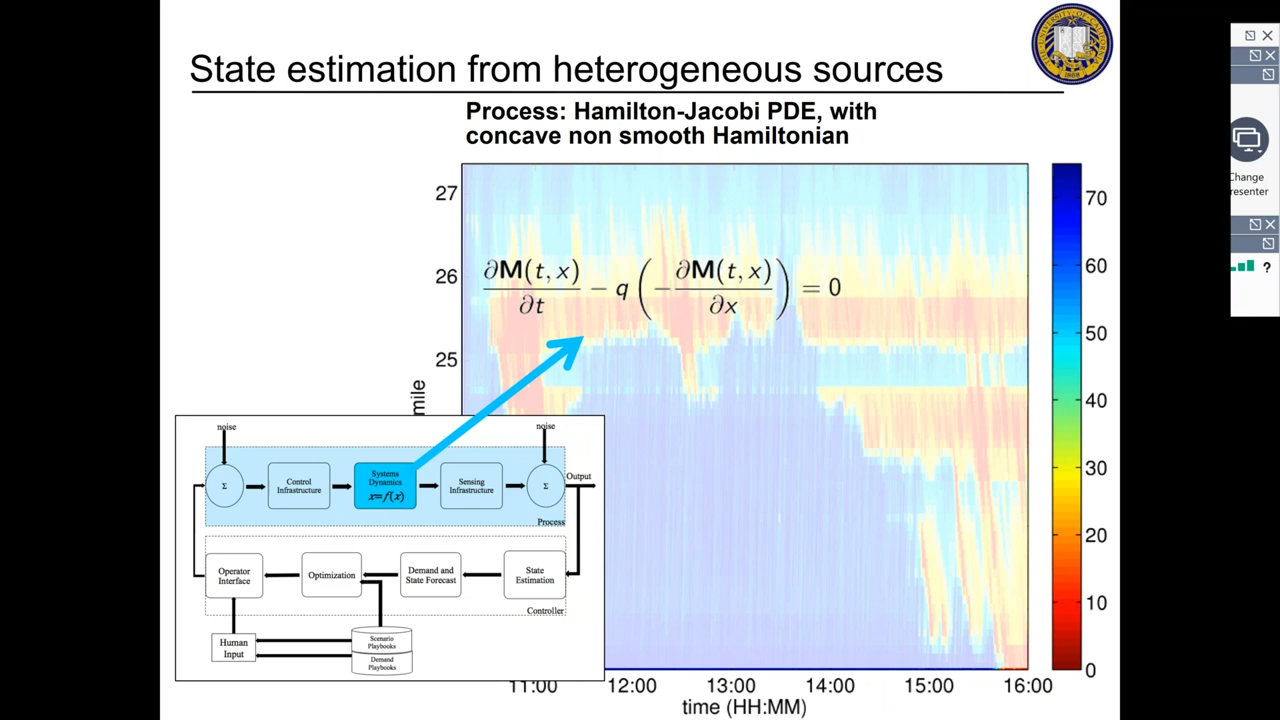 State estimation from heterogeneous sources
Process: Hamilton-Jacobi PDE, with
concave non smooth Hamiltonian
∂M(t, x)/∂t − q(−∂M(t, x)/∂x) = 0
27
26
25
mile
11:00
12:00
13:00
14:00
15:00
16:00
time (HH:MM)
70
60
50
40
30
20
10
0
noise
noise
Σ
Control
Infrastructure
Systems
Dynamics
x=f(x)
Sensing
Infrastructure
Σ
Output
Process
Operator
Interface
Optimization
Demand and
State Forecast
State
Estimation
Controller
Human
Input
Scenario
Playbooks
Demand
Playbooks
Change
resenter
?